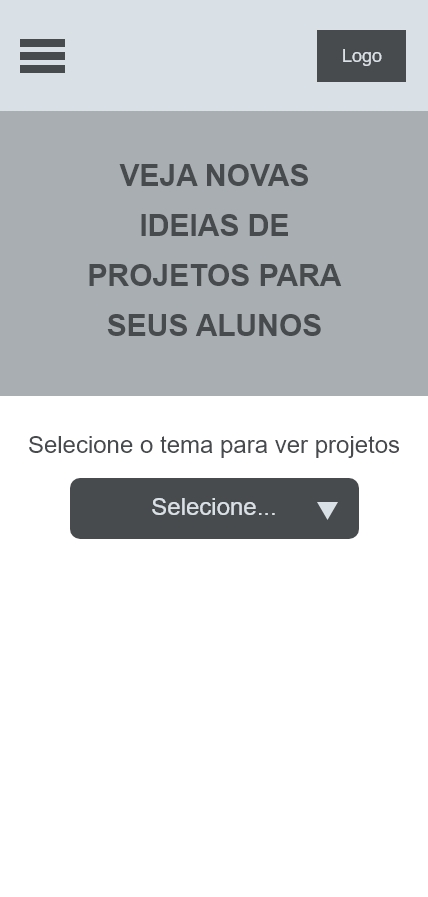 Logo
VEJA NOVAS
IDEIAS DE
PROJETOS PARA
SEUS ALUNOS
Selecione o tema para ver projetos
Selecione...